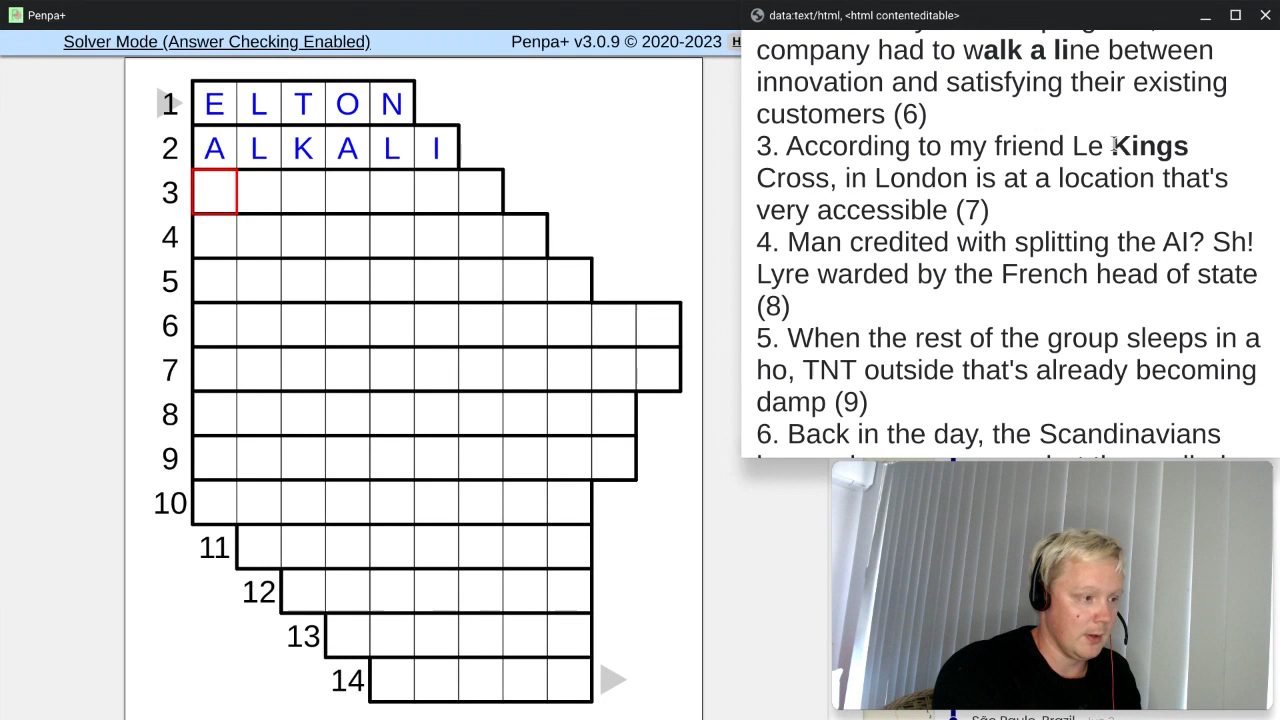 Penpa+
data:text/html, <html contenteditable>
Solver Mode (Answer Checking Enabled)
Penpa+ v3.0.9 © 2020-2023
1 E L T O N
2 A L K A L I
3
4
5
6
7
8
9
10
11
12
13
14
company had to walk a line between
innovation and satisfying their existing
customers (6)
3. According to my friend Le Kings
Cross, in London is at a location that's
very accessible (7)
4. Man credited with splitting the AI? Sh!
Lyre warded by the French head of state
(8)
5. When the rest of the group sleeps in a
ho, TNT outside that's already becoming
damp (9)
6. Back in the day, the Scandinavians
São Paulo, Brazil